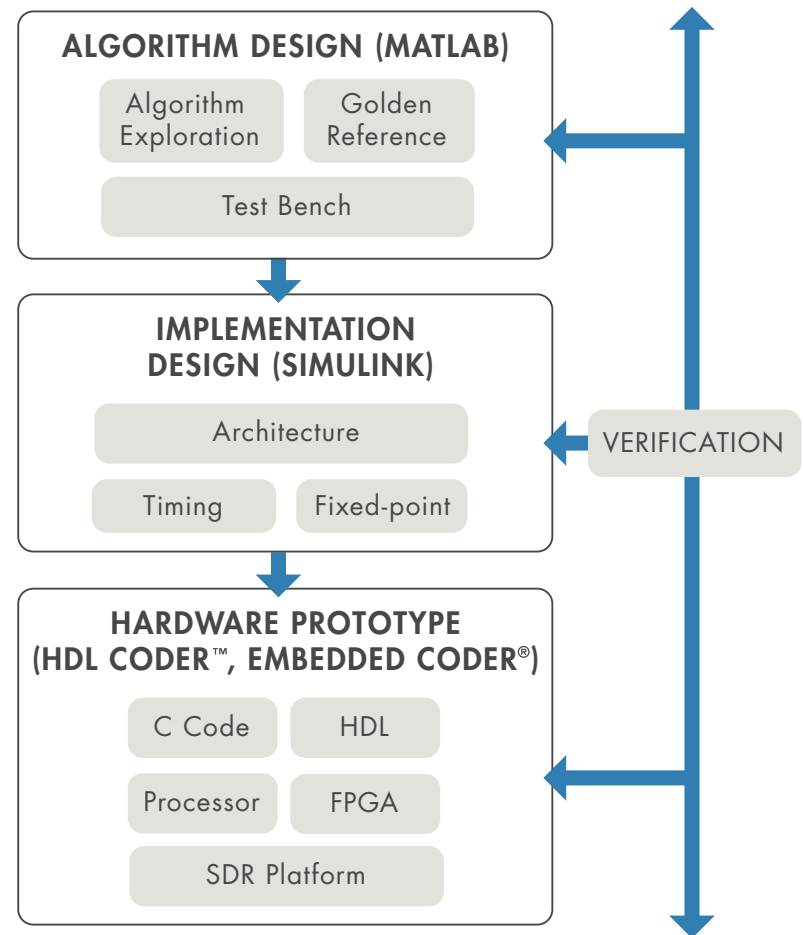 ALGORITHM DESIGN (MATLAB)
Algorithm
Exploration
Golden
Reference
Test Bench
IMPLEMENTATION
DESIGN (SIMULINK)
Architecture
Timing
Fixed-point
VERIFICATION
HARDWARE PROTOTYPE
(HDL CODER™, EMBEDDED CODER®)
C Code
HDL
Processor
FPGA
SDR Platform